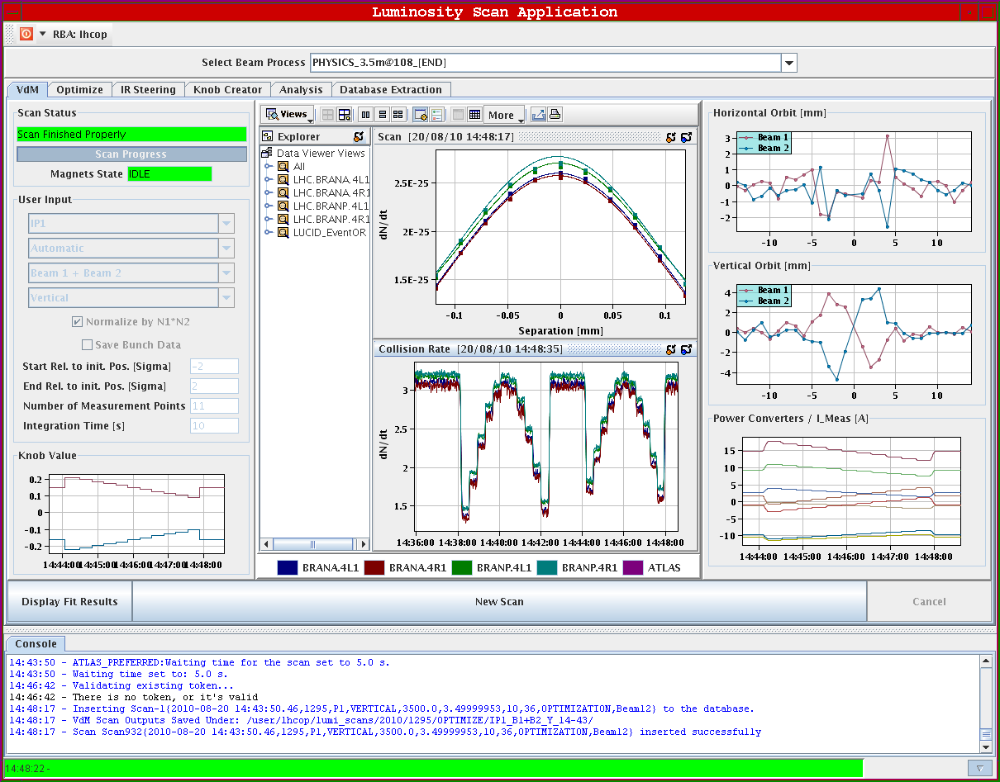 Luminosity Scan Application
RBA: lhcop
Select Beam Process PHYSICS_3.5m@108_[END]
VdM Optimize IR Steering Knob Creator Analysis Database Extraction
Scan Status
Scan Finished Properly
Scan Progress
Magnets State IDLE
User Input
IP1
Automatic
Beam 1 + Beam 2
Vertical
Normalize by N1*N2
Save Bunch Data
Start Rel. to init. Pos. [Sigma] -2
End Rel. to init. Pos. [Sigma] 2
Number of Measurement Points 11
Integration Time [s] 10
Knob Value
0.2
0.1
0
-0.1
-0.2
14:44:00 14:45:00 14:46:00 14:47:00 14:48:00
Views More
Explorer
Data Viewer Views
All
LHC.BRANA.4L1
LHC.BRANA.4R1
LHC.BRANP.4L1
LHC.BRANP.4R1
LUCID_EventOR
Scan [20/08/10 14:48:17]
dN/dt
2.5E-25
2E-25
1.5E-25
-0.1 -0.05 0 0.05 0.1
Separation [mm]
Collision Rate [20/08/10 14:48:35]
dN/dt
3
2.5
2
1.5
14:36:00 14:38:00 14:40:00 14:42:00 14:44:00 14:46:00 14:48:00
BRANA.4L1 BRANA.4R1 BRANP.4L1 BRANP.4R1 ATLAS
Horizontal Orbit [mm]
Beam 1
Beam 2
3
2
1
0
-1
-2
-10 -5 0 5 10
Vertical Orbit [mm]
Beam 1
Beam 2
4
2
0
-2
-4
-10 -5 0 5 10
Power Converters / I_Meas [A]
15
10
5
0
-5
-10
14:44:00 14:45:00 14:46:00 14:47:00 14:48:00
Display Fit Results New Scan Cancel
Console
14:43:50 - ATLAS_PREFERRED:Waiting time for the scan set to 5.0 s.
14:43:50 - Waiting time set to: 5.0 s.
14:46:42 - Validating existing token...
14:46:42 - There is no token, or it's valid
14:48:17 - Inserting Scan-1{2010-08-20 14:43:50.46,1295,P1,VERTICAL,3500.0,3.49999953,10,36,OPTIMIZATION,Beam12} to the database.
14:48:17 - VdM Scan Outputs Saved Under: /user/lhcop/lumi_scans/2010/1295/OPTIMIZE/IP1_B1+B2_Y_14-43/
14:48:17 - Scan Scan932{2010-08-20 14:43:50.46,1295,P1,VERTICAL,3500.0,3.49999953,10,36,OPTIMIZATION,Beam12} inserted successfully
14:48:22 -